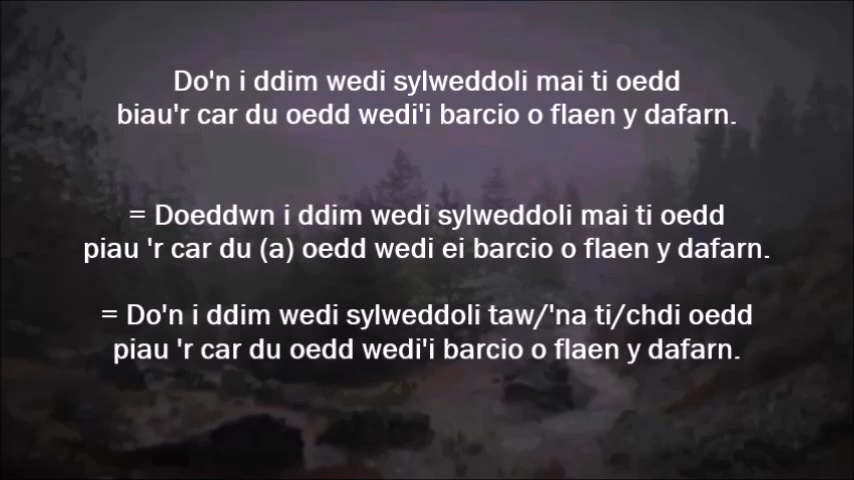 Do'n i ddim wedi sylweddoli mai ti oedd
biau'r car du oedd wedi'i barcio o flaen y dafarn.
= Doeddwn i ddim wedi sylweddoli mai ti oedd
piau 'r car du (a) oedd wedi ei barcio o flaen y dafarn.
= Do'n i ddim wedi sylweddoli taw/'na ti/chdi oedd
piau 'r car du oedd wedi'i barcio o flaen y dafarn.